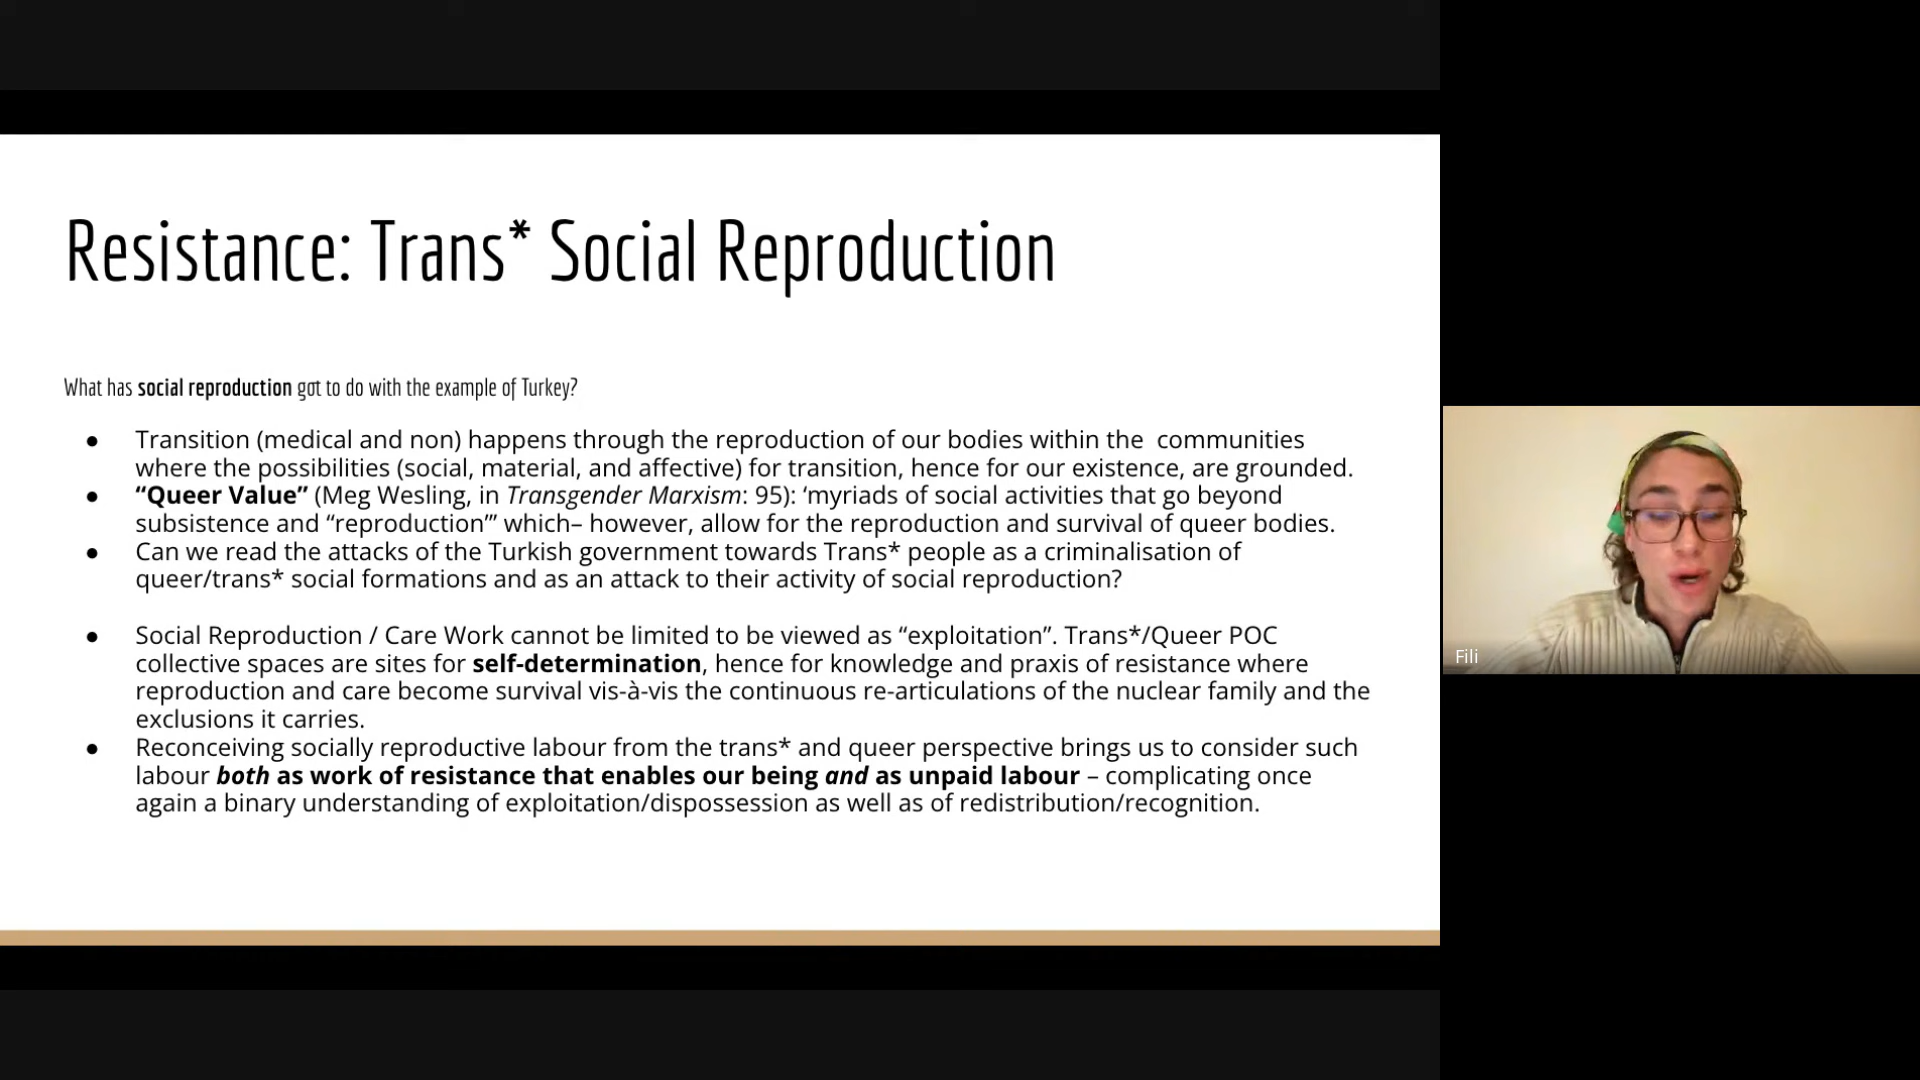 Resistance: Trans* Social Reproduction
What has social reproduction got to do with the example of Turkey?
● Transition (medical and non) happens through the reproduction of our bodies within the  communities
where the possibilities (social, material, and affective) for transition, hence for our existence, are grounded.
● “Queer Value” (Meg Wesling, in Transgender Marxism: 95): ‘myriads of social activities that go beyond
subsistence and “reproduction”’ which– however, allow for the reproduction and survival of queer bodies.
● Can we read the attacks of the Turkish government towards Trans* people as a criminalisation of
queer/trans* social formations and as an attack to their activity of social reproduction?
● Social Reproduction / Care Work cannot be limited to be viewed as “exploitation”. Trans*/Queer POC
collective spaces are sites for self-determination, hence for knowledge and praxis of resistance where
reproduction and care become survival vis-à-vis the continuous re-articulations of the nuclear family and the
exclusions it carries.
● Reconceiving socially reproductive labour from the trans* and queer perspective brings us to consider such
labour both as work of resistance that enables our being and as unpaid labour – complicating once
again a binary understanding of exploitation/dispossession as well as of redistribution/recognition.
Fili